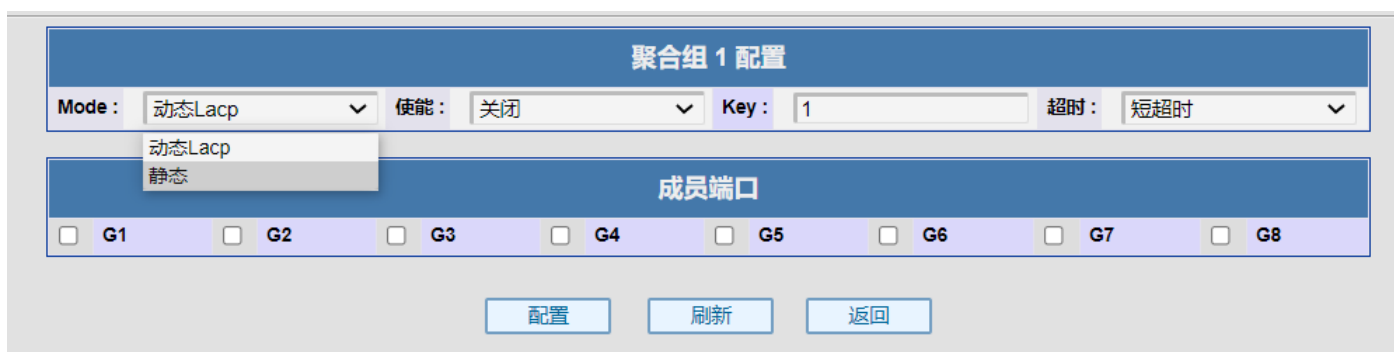 聚合组 1 配置
Mode : 动态Lacp 使能 : 关闭 Key : 1 超时 : 短超时
动态Lacp
静态
成员端口
G1 G2 G3 G4 G5 G6 G7 G8
配置 刷新 返回